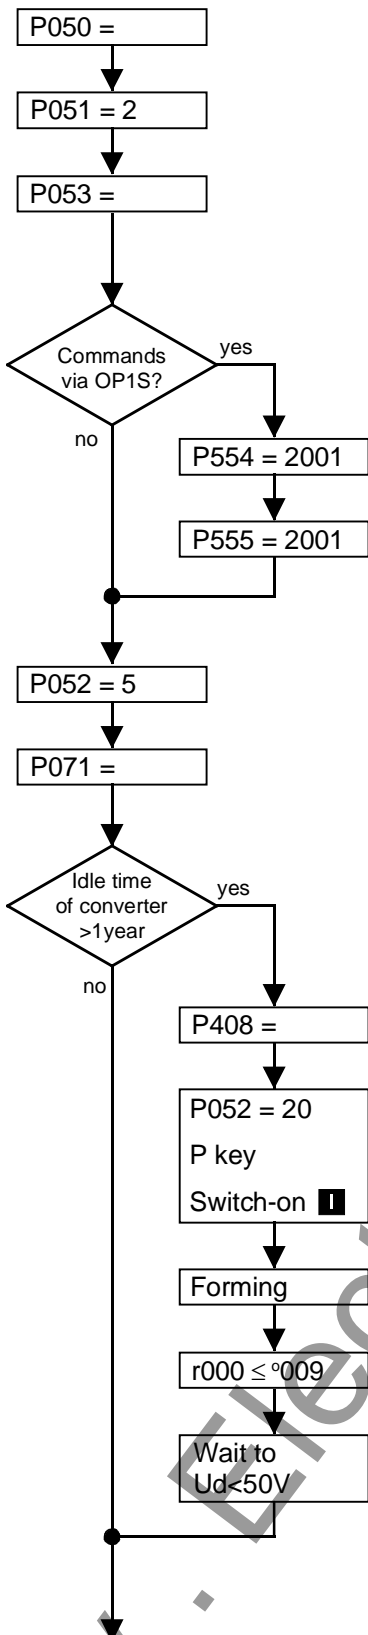 P050 =
P051 = 2
P053 =
Commands
via OP1S?
yes
no
P554 = 2001
P555 = 2001
P052 = 5
P071 =
Idle time
of converter
>1year
yes
no
P408 =
P052 = 20
P key
Switch-on I
Forming
r000 ≤ °009
Wait to
Ud<50V
. Elec